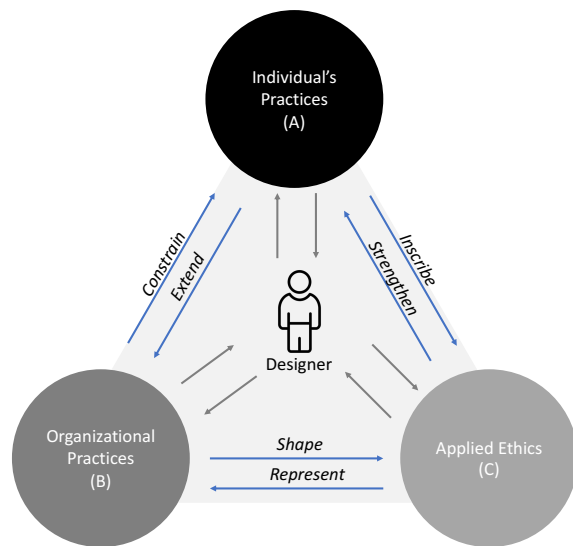 Individual's
Practices
(A)
Constrain
Extend
Strengthen
Inscribe
Designer
Organizational
Practices
(B)
Shape
Represent
Applied Ethics
(C)